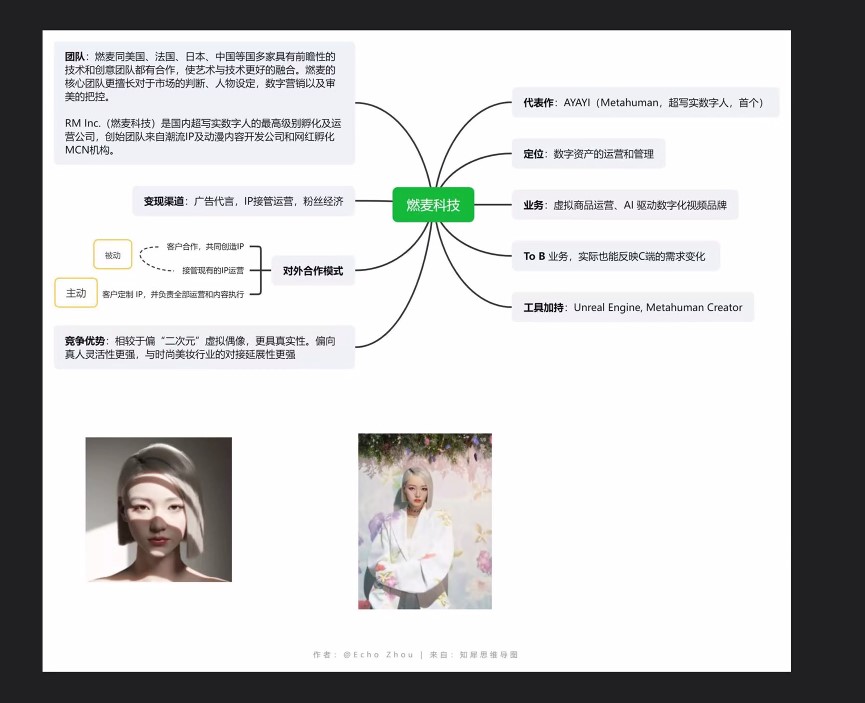 团队：燃麦同美国、法国、日本、中国等国多家具有前瞻性的
技术和创意团队都有合作，使艺术与技术更好的融合。燃麦的
核心团队更擅长对于市场的判断、人物设定，数字营销以及审
美的把控。
RM Inc.（燃麦科技）是国内超写实数字人的最高级别孵化及运
营公司，创始团队来自潮流IP及动漫内容开发公司和网红孵化
MCN机构。
变现渠道：广告代言，IP接管运营，粉丝经济
被动
客户合作，共同创造IP
接管现有的IP运营
主动
客户定制 IP，并负责全部运营和内容执行
对外合作模式
竞争优势：相较于偏“二次元”虚拟偶像，更具真实性。偏向
真人灵活性更强，与时尚美妆行业的对接延展性更强
燃麦科技
代表作：AYAYI（Metahuman，超写实数字人，首个）
定位：数字资产的运营和管理
业务：虚拟商品运营、AI 驱动数字化视频品牌
To B 业务，实际也能反映C端的需求变化
工具加持：Unreal Engine, Metahuman Creator
作者：@Echo Zhou | 来自：知犀思维导图